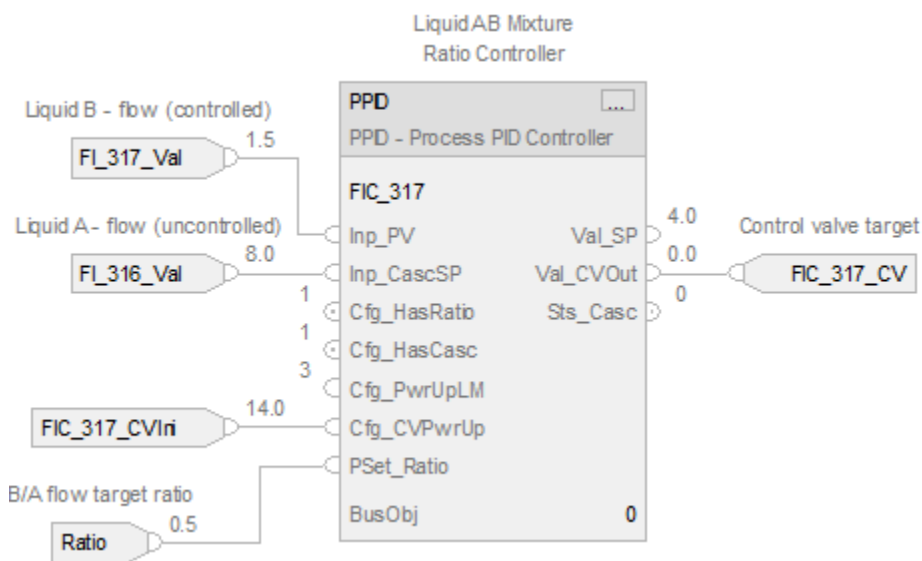 Liquid AB Mixture
Ratio Controller
PPID
...
PPID - Process PID Controller
Liquid B - flow (controlled)
FI_317_Val
1.5
FIC_317
Liquid A- flow (uncontrolled)
FI_316_Val
8.0
Inp_PV
Val_SP
4.0
Control valve target
Inp_CascSP
Val_CVOut
0.0
FIC_317_CV
1
Cfg_HasRatio
Sts_Casc
0
1
Cfg_HasCasc
3
Cfg_PwrUpLM
FIC_317_CVIni
14.0
Cfg_CVPwrUp
PSet_Ratio
B/A flow target ratio
Ratio
0.5
BusObj
0